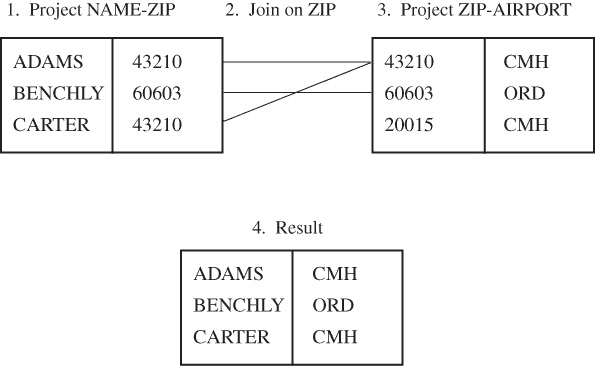 1. Project NAME-ZIP 2. Join on ZIP 3. Project ZIP-AIRPORT
ADAMS 43210 43210 CMH
BENCHLY 60603 60603 ORD
CARTER 43210 20015 CMH
4. Result
ADAMS CMH
BENCHLY ORD
CARTER CMH